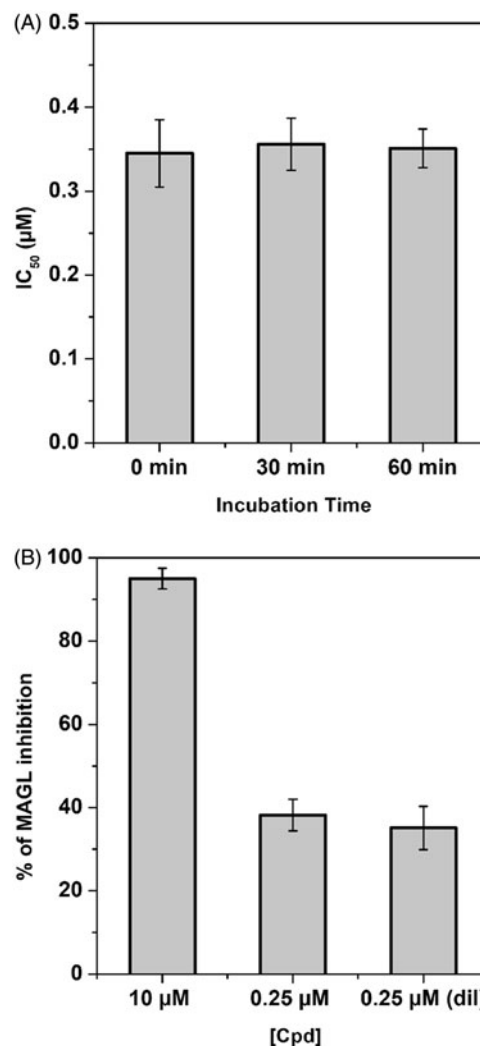 (A)
0.5
0.4
0.3
0.2
0.1
0.0
IC50 (µM)
0 min 30 min 60 min
Incubation Time
(B)
100
80
60
40
20
0
% of MAGL inhibition
10 µM 0.25 µM 0.25 µM (dil)
[Cpd]